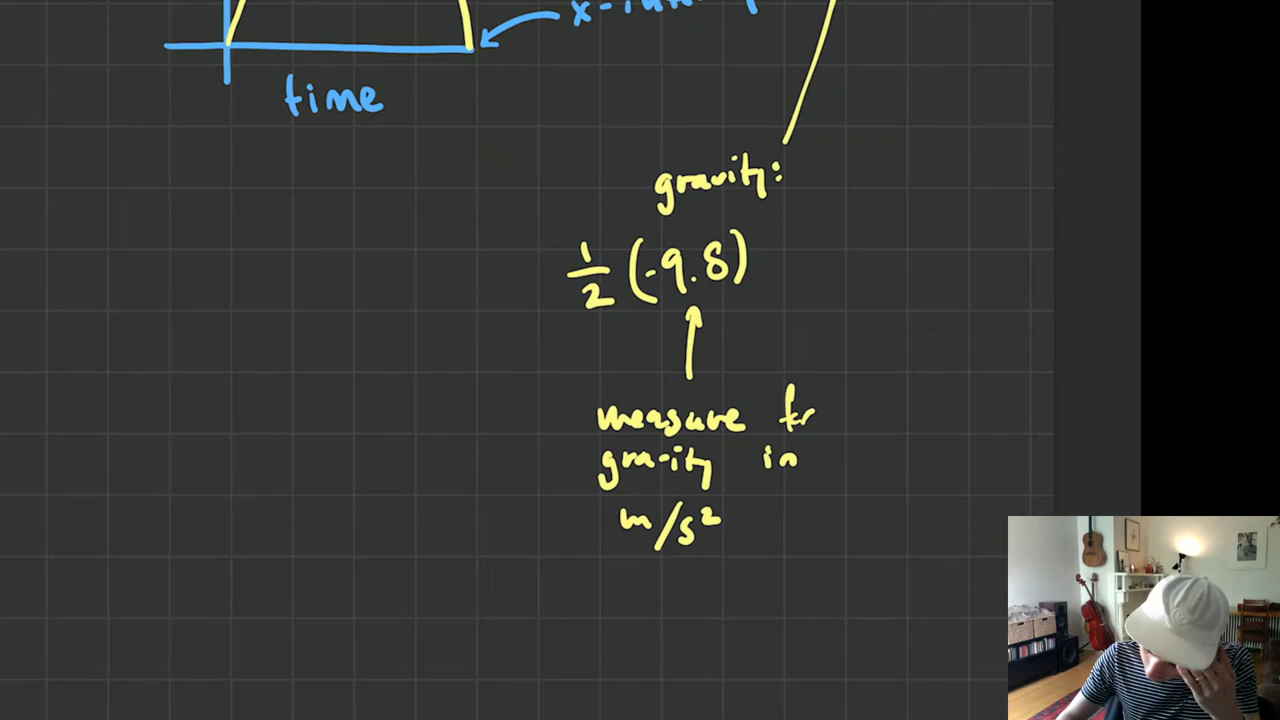 time
gravity:
1/2 (-9.8)
measure for
gravity in
m/s²